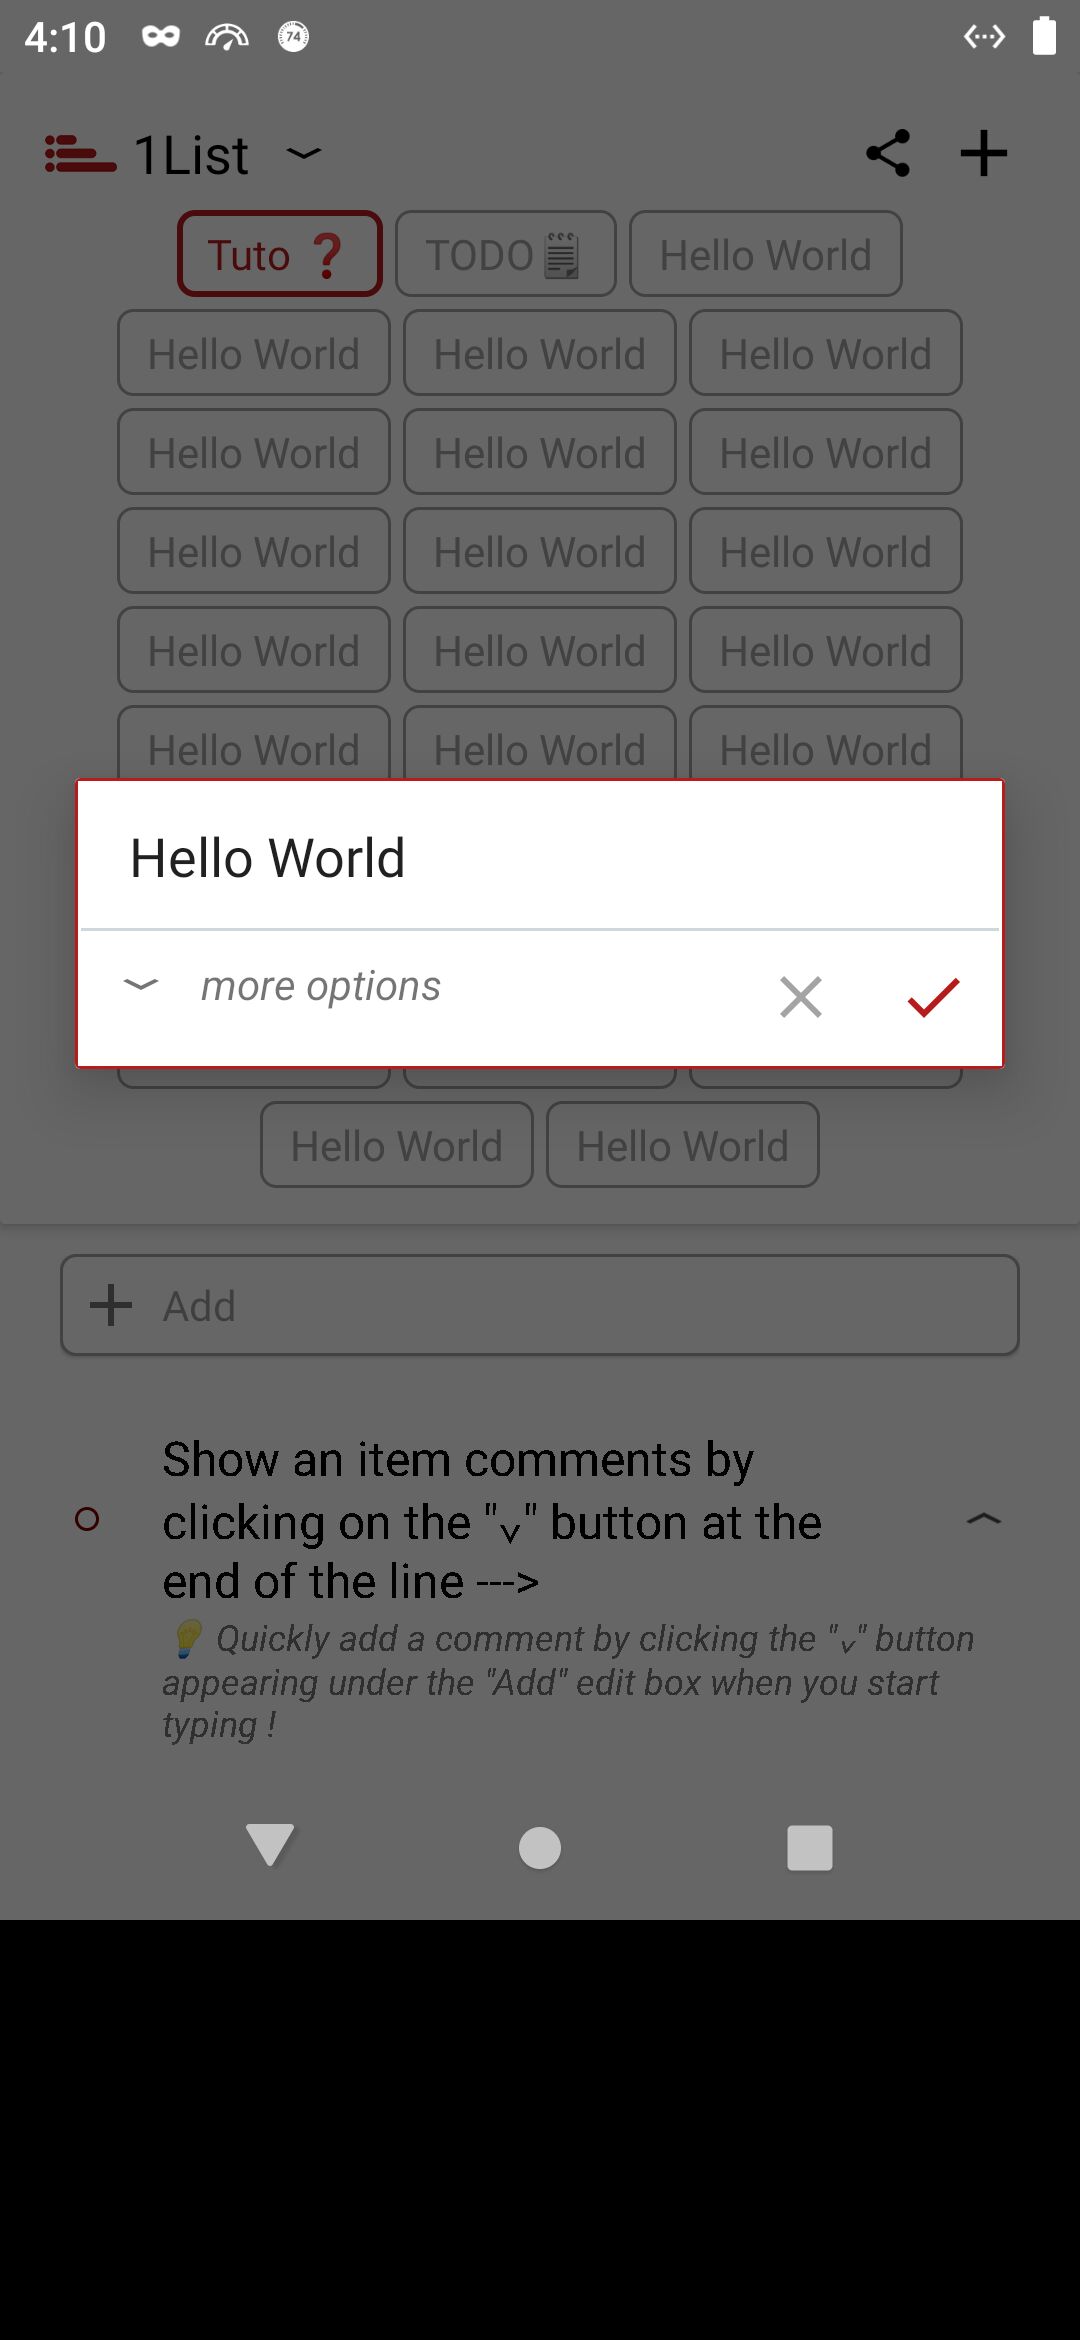 4:10 74
1List
Tuto ❓ TODO🗒 Hello World
Hello World Hello World Hello World
Hello World Hello World Hello World
Hello World Hello World Hello World
Hello World Hello World Hello World
Hello World Hello World Hello World
Hello World
more options
Hello World Hello World
Add
Show an item comments by
clicking on the "˅" button at the
end of the line --->
💡 Quickly add a comment by clicking the "˅" button
appearing under the "Add" edit box when you start
typing !